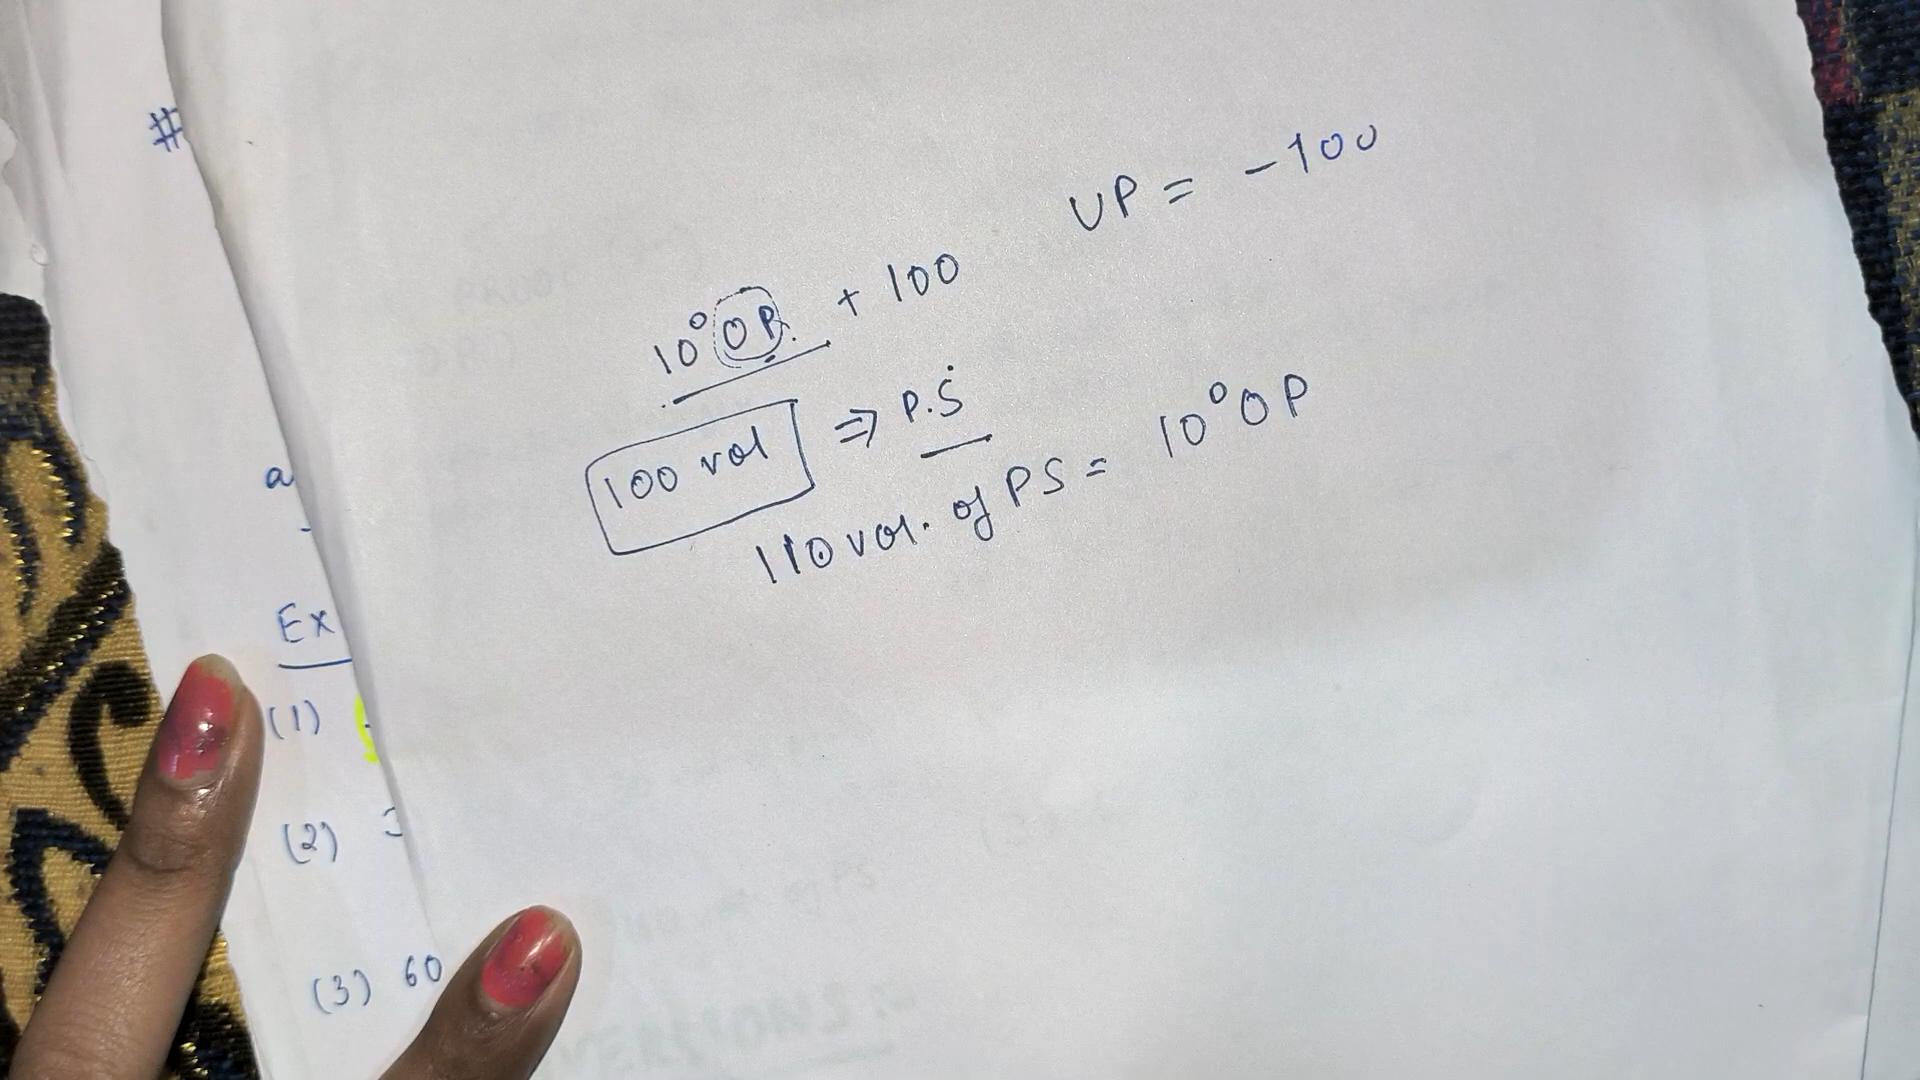 #
UP = -100
10° OP. + 100
100 vol ⇒ P.S
110 vol. of PS = 10° OP
a
Ex
(1)
(2)
(3) 60